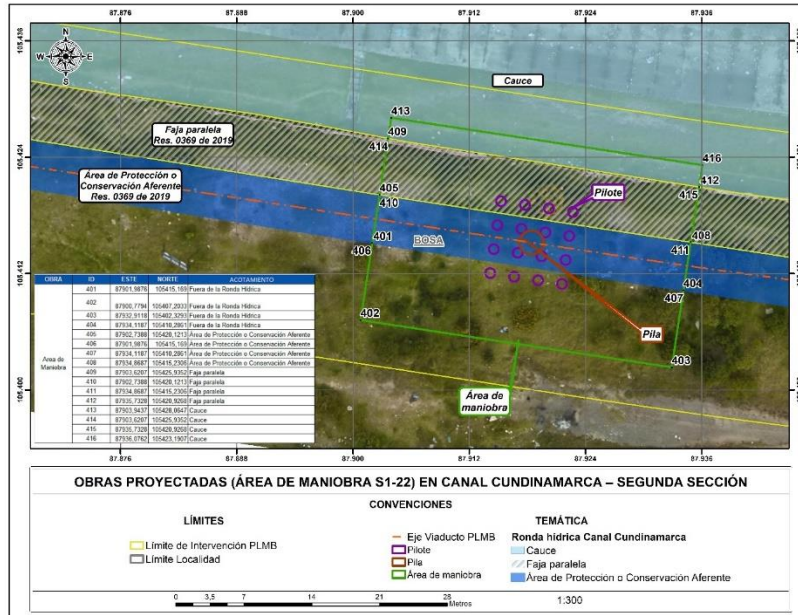 87.876 87.888 87.900 87.912 87.924 87.936
105.436 105.436
N
W E
S
Cauce
413
Faja paralela
Res. 0369 de 2019
409
414
105.424
416
412
Área de Protección o
Conservación Aferente
Res. 0369 de 2019
405
410
415
Pilote
401
BOSA
408
406
411
105.412
404
407
402
Pila
403
Área de
maniobra
105.400
OBRA ID ESTE NORTE ACOTAMIENTO
Área de
Maniobra
401 87901,9876 105415,169 Fuera de la Ronda Hídrica
402 87900,7794 105407,2033 Fuera de la Ronda Hídrica
403 87932,9118 105402,3293 Fuera de la Ronda Hídrica
404 87934,1187 105410,2861 Fuera de la Ronda Hídrica
405 87902,7388 105420,1213 Área de Protección o Conservación Aferente
406 87901,9876 105415,169 Área de Protección o Conservación Aferente
407 87934,1187 105410,2861 Área de Protección o Conservación Aferente
408 87934,8687 105415,2306 Área de Protección o Conservación Aferente
409 87903,6207 105425,9352 Faja paralela
410 87902,7388 105420,1213 Faja paralela
411 87934,8687 105415,2306 Faja paralela
412 87935,7320 105420,9268 Faja paralela
413 87903,9437 105428,0647 Cauce
414 87903,6207 105425,9352 Cauce
415 87935,7320 105420,9268 Cauce
416 87936,0762 105423,1907 Cauce
87.876 87.888 87.900 87.912 87.924 87.936
OBRAS PROYECTADAS (ÁREA DE MANIOBRA S1-22) EN CANAL CUNDINAMARCA – SEGUNDA SECCIÓN
CONVENCIONES
LÍMITES
Límite de Intervención PLMB
Límite Localidad
Eje Viaducto PLMB
Pilote
Pila
Área de maniobra
TEMÁTICA
Ronda hídrica Canal Cundinamarca
Cauce
Faja paralela
Área de Protección o Conservación Aferente
0 3,5 7 14 21 28
Metros
1:300